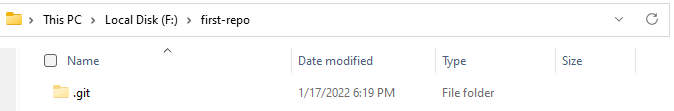 This PC > Local Disk (F:) > first-repo
Name Date modified Type Size
.git 1/17/2022 6:19 PM File folder